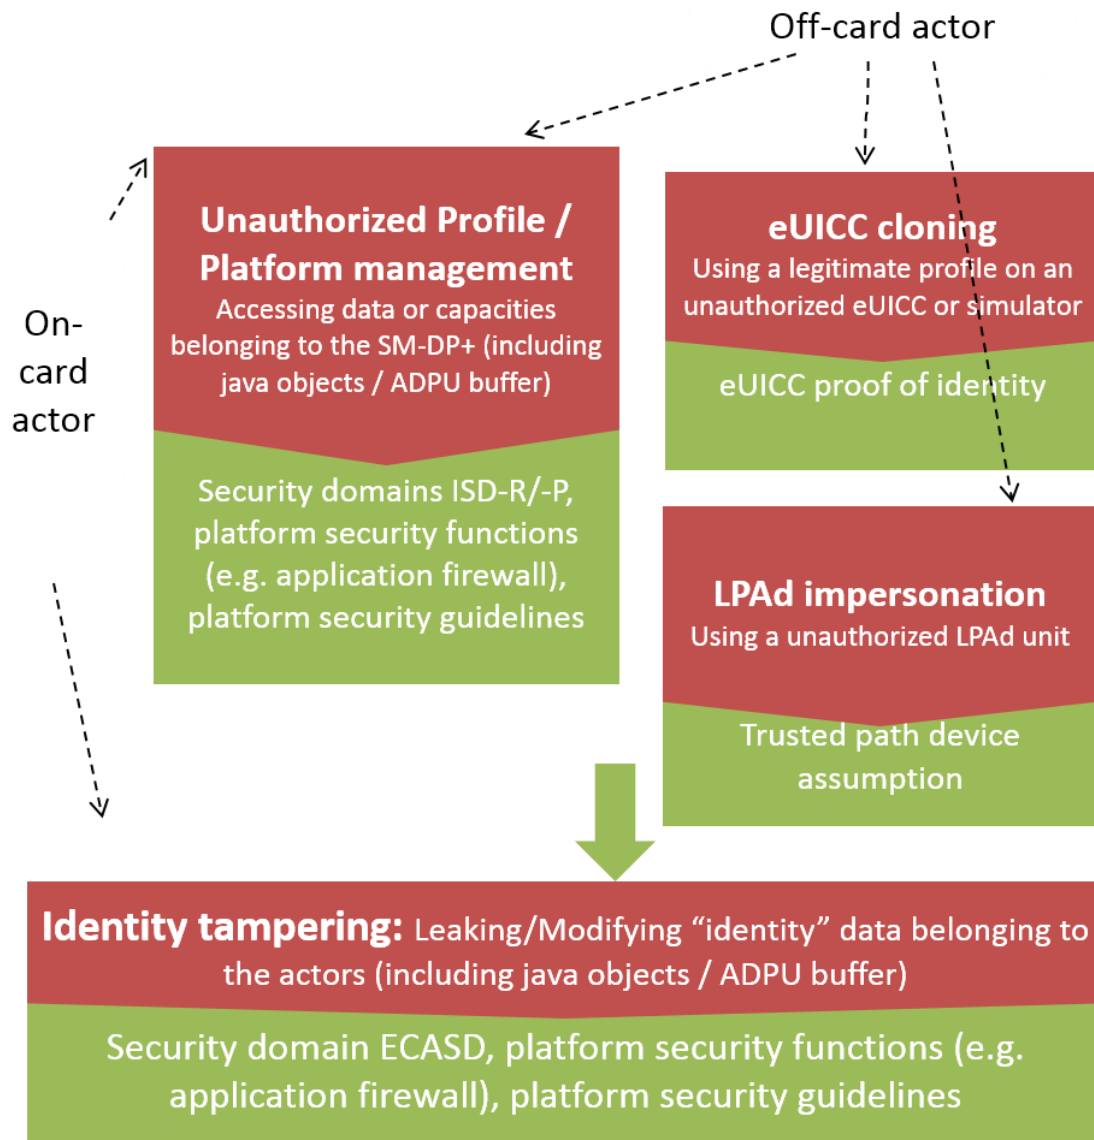 Off-card actor
On-
card
actor
Unauthorized Profile /
Platform management
Accessing data or capacities
belonging to the SM-DP+ (including
java objects / ADPU buffer)
Security domains ISD-R/-P,
platform security functions
(e.g. application firewall),
platform security guidelines
eUICC cloning
Using a legitimate profile on an
unauthorized eUICC or simulator
eUICC proof of identity
LPAd impersonation
Using a unauthorized LPAd unit
Trusted path device
assumption
Identity tampering: Leaking/Modifying “identity” data belonging to
the actors (including java objects / ADPU buffer)
Security domain ECASD, platform security functions (e.g.
application firewall), platform security guidelines